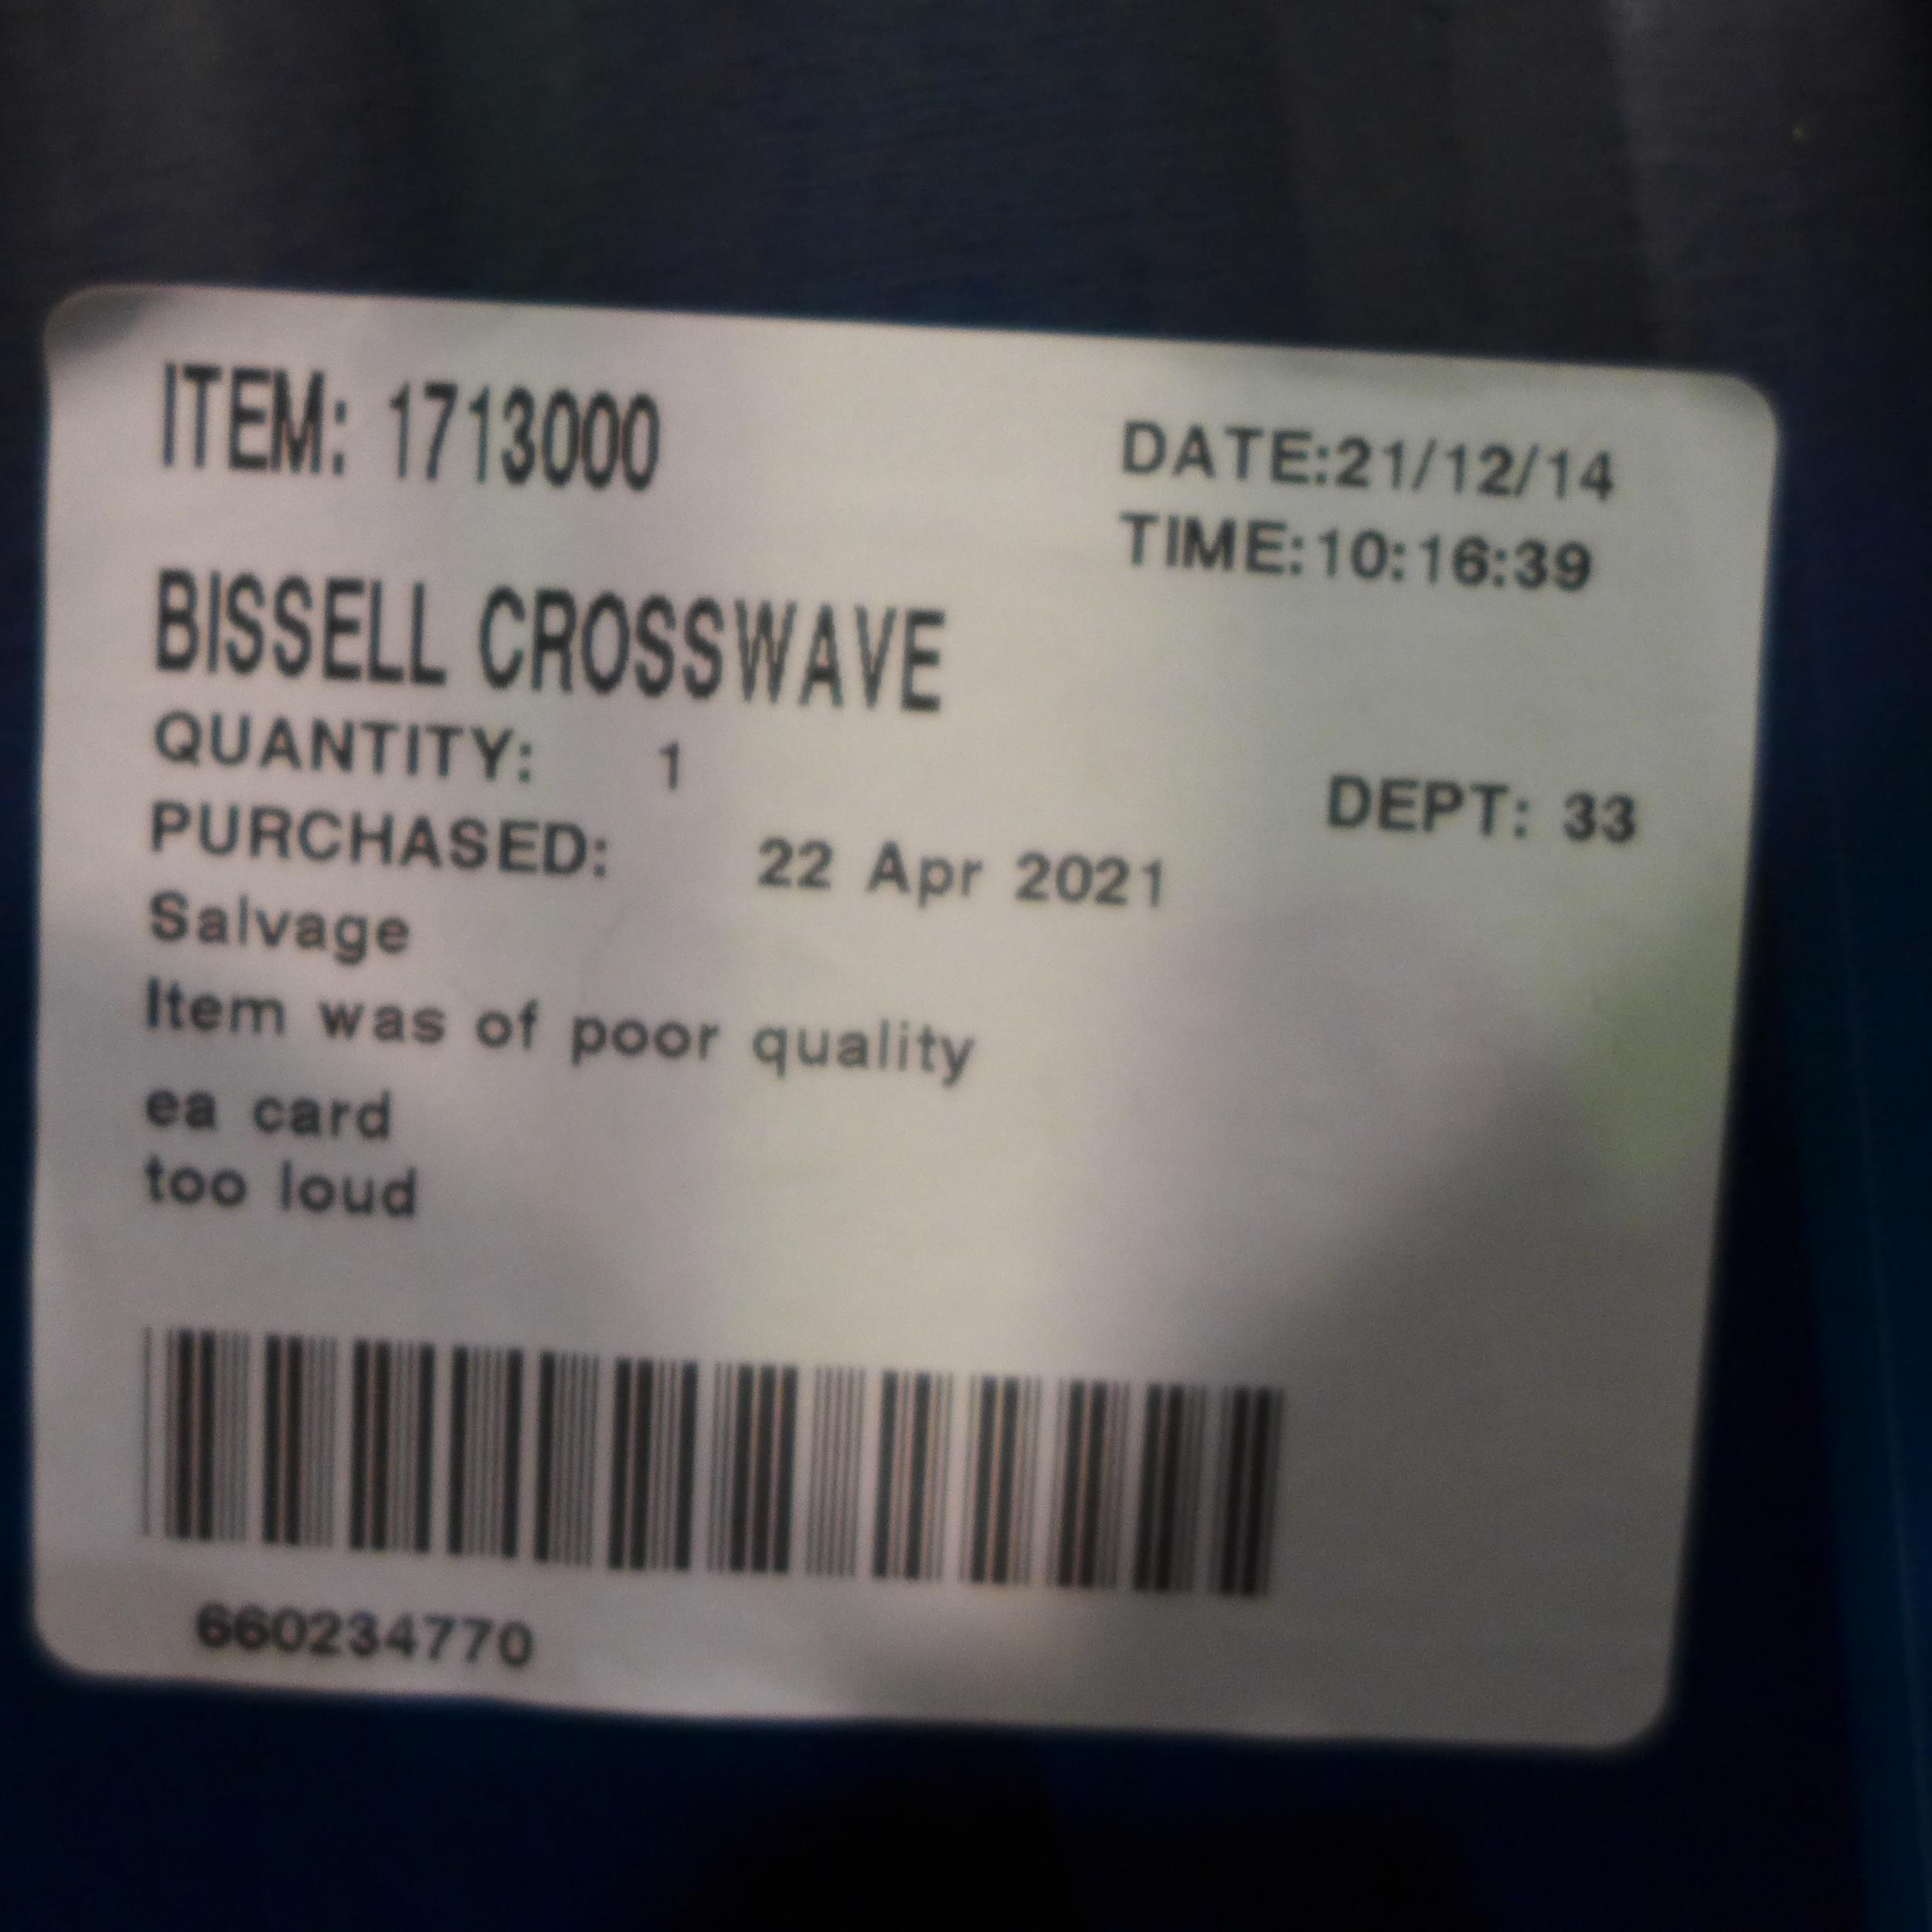 ITEM: 1713000
DATE:21/12/14
TIME:10:16:39
BISSELL CROSSWAVE
QUANTITY: 1
DEPT: 33
PURCHASED: 22 Apr 2021
Salvage
Item was of poor quality
ea card
too loud
660234770